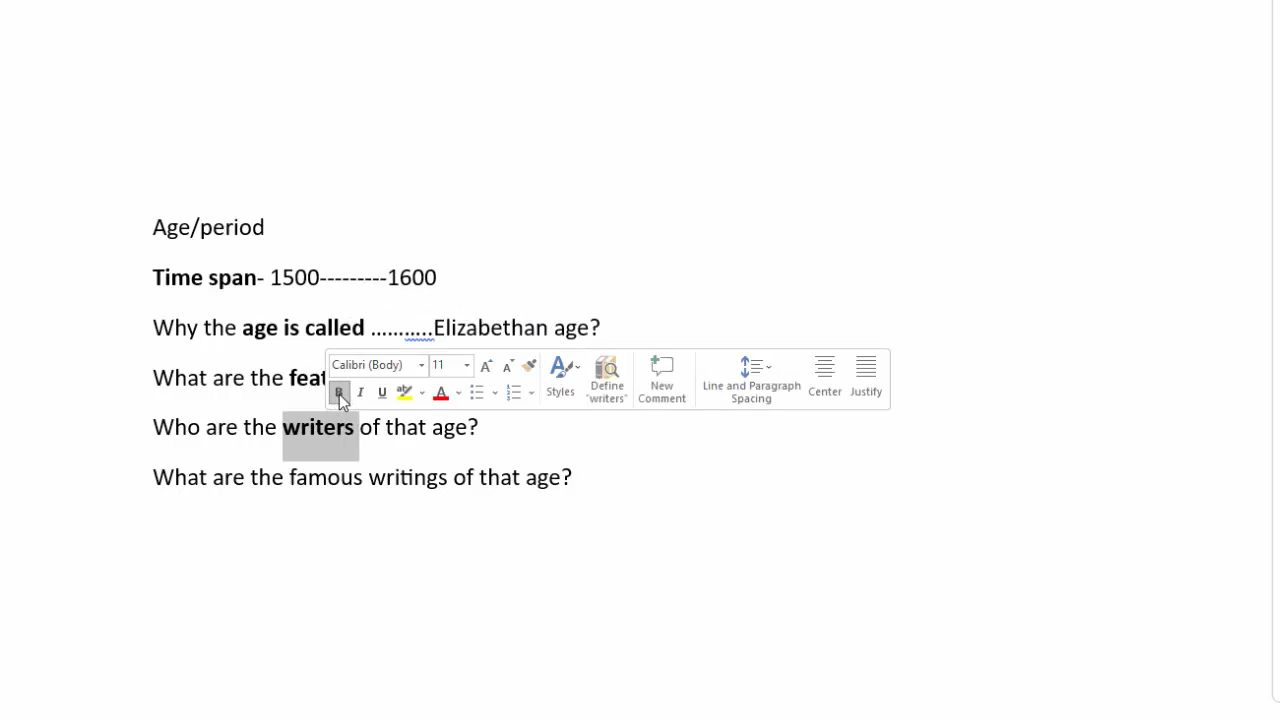 Age/period
Time span- 1500---------1600
Why the age is called ...........Elizabethan age?
What are the
Calibri (Body) 11
Styles
Define "writers"
New Comment
Line and Paragraph Spacing
Center
Justify
Who are the writers of that age?
What are the famous writings of that age?